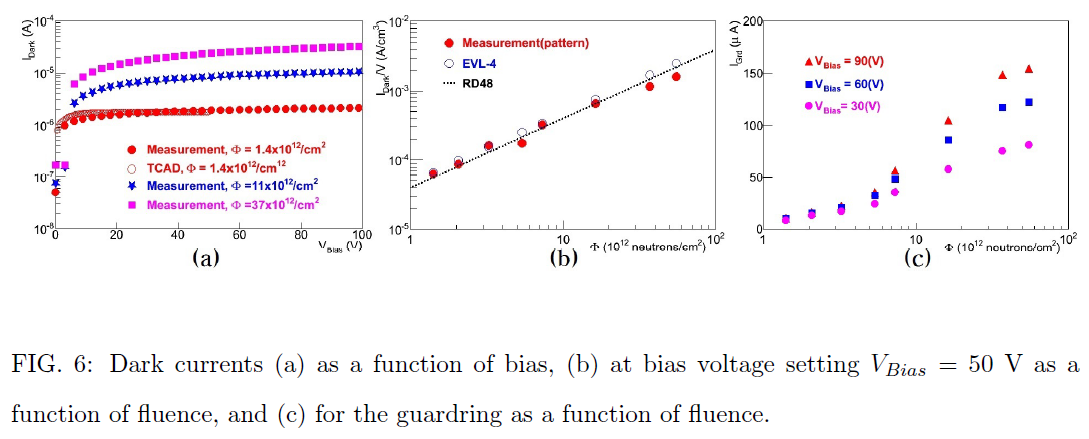 I_Dark (A)
10^-4
10^-5
10^-6
10^-7
10^-8
Measurement, Φ = 1.4x10^12/cm^2
TCAD, Φ = 1.4x10^12/cm^12
Measurement, Φ =11x10^12/cm^2
Measurement, Φ =37x10^12/cm^2
0 20 40 60 80 100
V_Bias (V)
(a)
I_Dark/V (A/cm^3)
10^-2
10^-3
10^-4
10^-5
Measurement(pattern)
EVL-4
RD48
1 10 10^2
Φ (10^12 neutrons/cm^2)
(b)
I_Grd(μ A)
200
150
100
50
0
V_Bias = 90(V)
V_Bias = 60(V)
V_Bias= 30(V)
1 10 10^2
Φ (10^12 neutrons/cm^2)
(c)
FIG. 6: Dark currents (a) as a function of bias, (b) at bias voltage setting V_Bias = 50 V as a
function of fluence, and (c) for the guardring as a function of fluence.